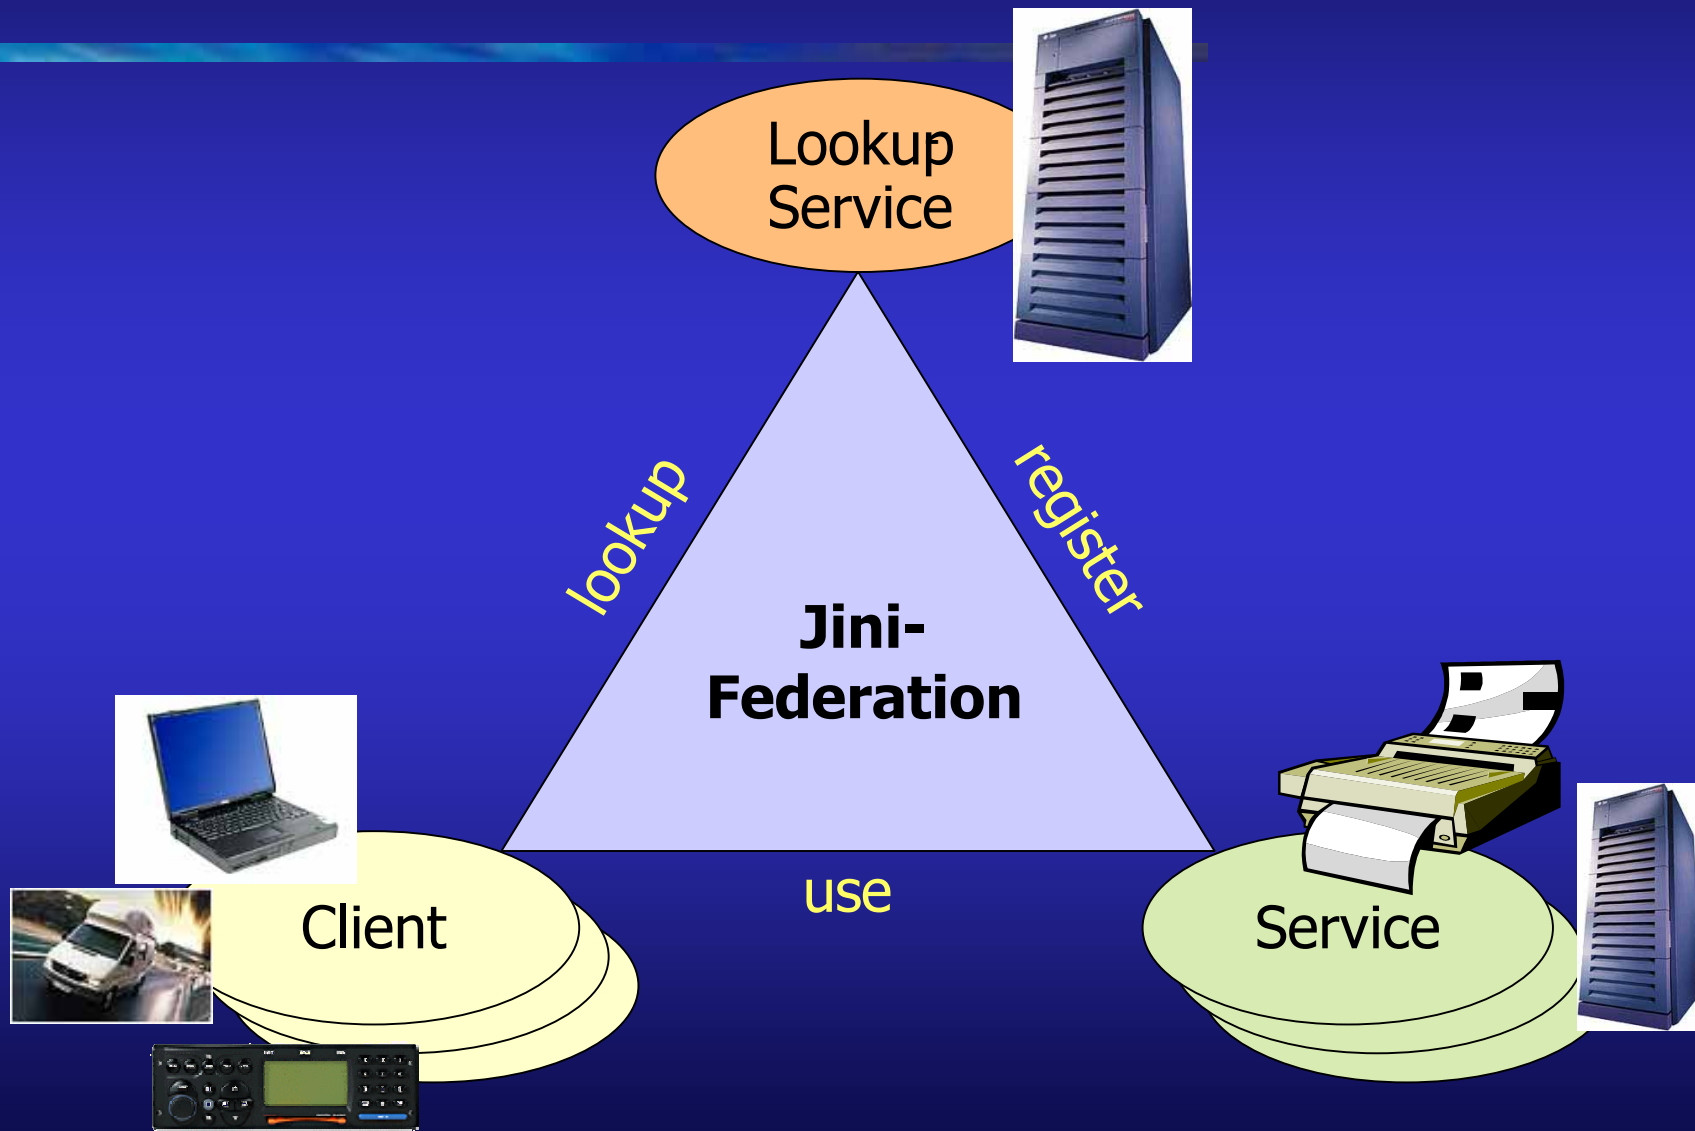 Lookup
Service
lookup
register
Jini-
Federation
use
Client
Service